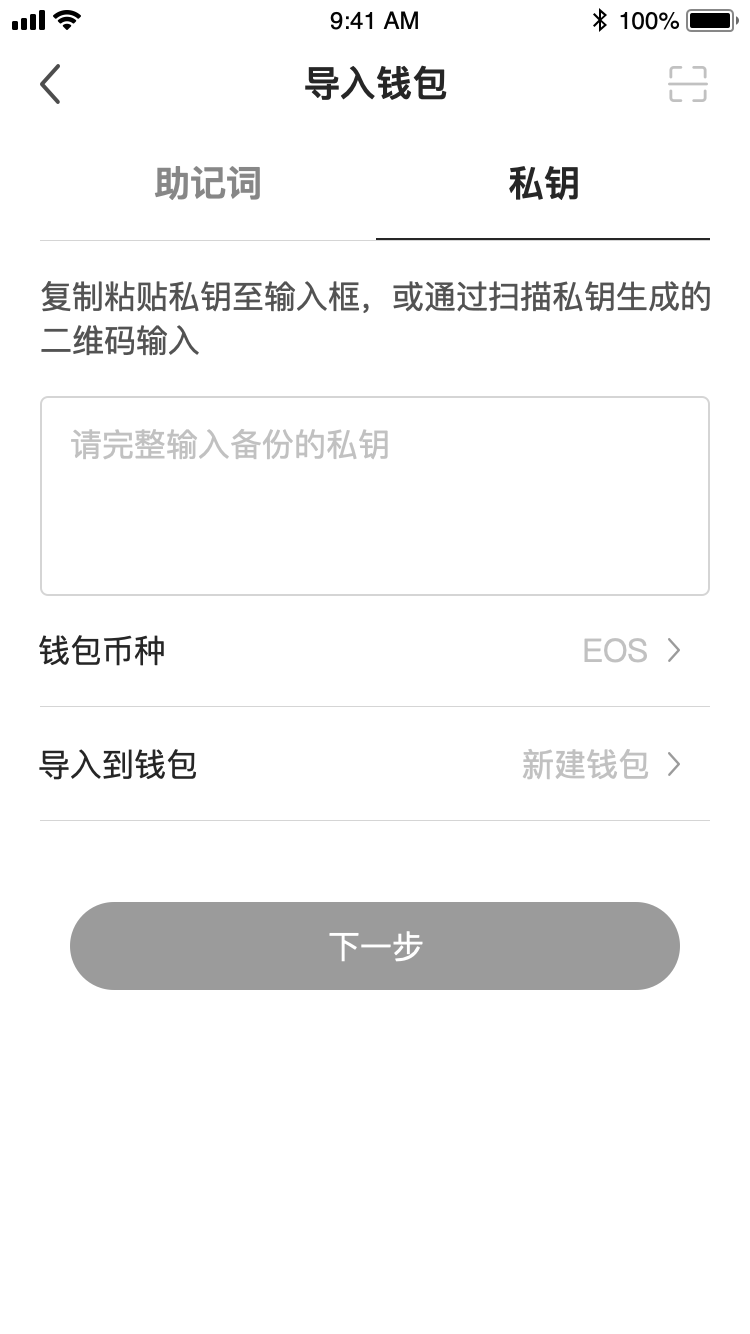 9:41 AM
100%
导入钱包
助记词
私钥
复制粘贴私钥至输入框，或通过扫描私钥生成的
二维码输入
请完整输入备份的私钥
钱包币种
EOS
导入到钱包
新建钱包
下一步